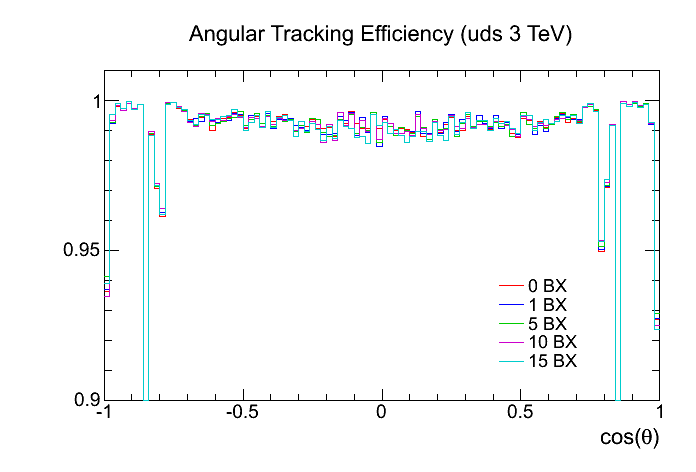 Angular Tracking Efficiency (uds 3 TeV)
1
0.95
0 BX
1 BX
5 BX
10 BX
15 BX
0.9
-1 -0.5 0 0.5 1
cos(θ)